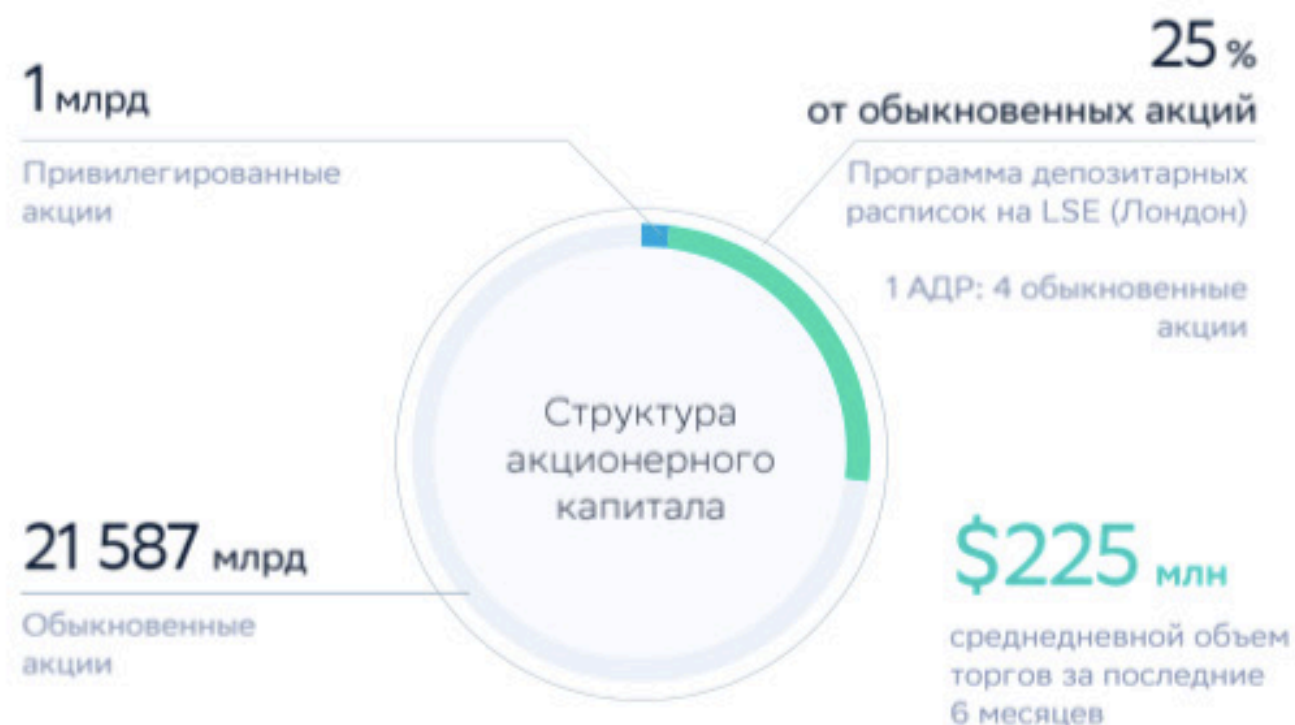 1 млрд
Привилегированные
акции
25 %
от обыкновенных акций
Программа депозитарных
расписок на LSE (Лондон)
1 АДР: 4 обыкновенные
акции
Структура
акционерного
капитала
21 587 млрд
Обыкновенные
акции
$225 млн
среднедневной объем
торгов за последние
6 месяцев